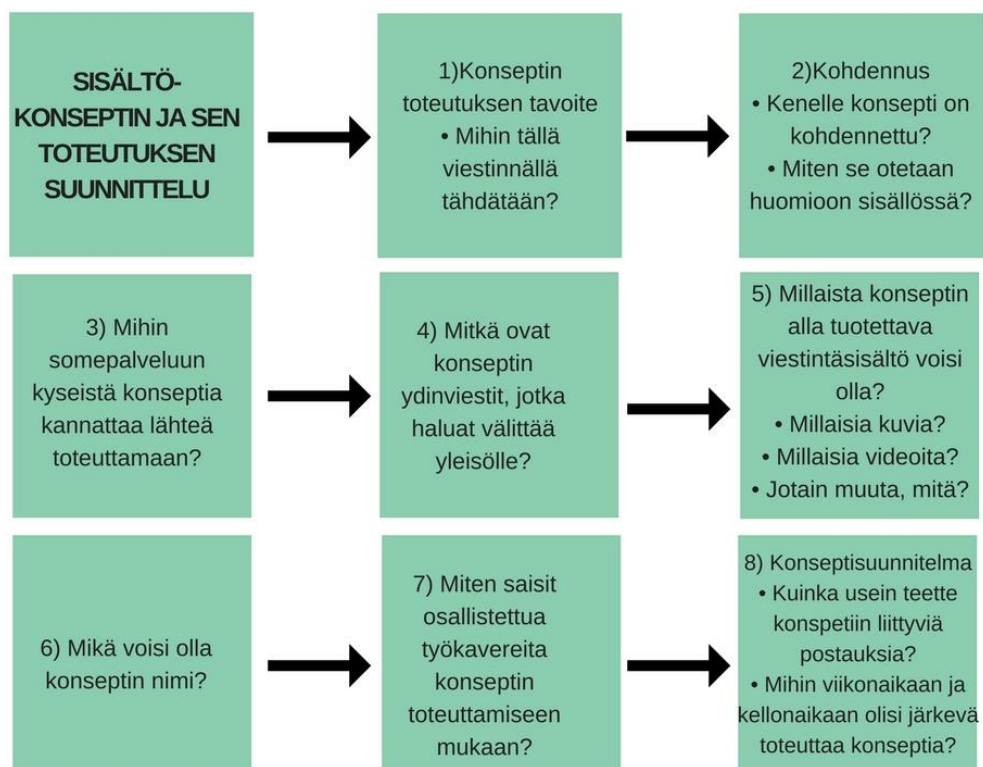 SISÄLTÖ-
KONSEPTIN JA SEN
TOTEUTUKSEN
SUUNNITTELU
1)Konseptin
toteutuksen tavoite
• Mihin tällä
viestinnällä
tähdätään?
2)Kohdennus
• Kenelle konsepti on
kohdennettu?
• Miten se otetaan
huomioon sisällössä?
3) Mihin
somepalveluun
kyseistä konseptia
kannattaa lähteä
toteuttamaan?
4) Mitkä ovat
konseptin
ydinviestit, jotka
haluat välittää
yleisölle?
5) Millaista konseptin
alla tuotettava
viestintäsisältö voisi
olla?
• Millaisia kuvia?
• Millaisia videoita?
• Jotain muuta, mitä?
6) Mikä voisi olla
konseptin nimi?
7) Miten saisit
osallistettua
työkavereita
konseptin
toteuttamiseen
mukaan?
8) Konseptisuunnitelma
• Kuinka usein teette
konspetiin liittyviä
postauksia?
• Mihin viikonaikaan ja
kellonaikaan olisi järkevä
toteuttaa konseptia?